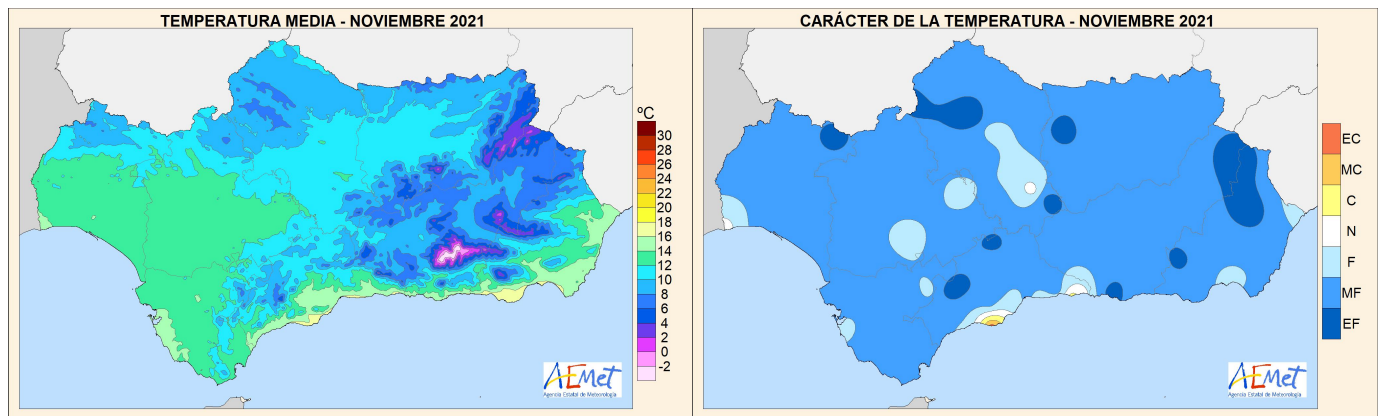 TEMPERATURA MEDIA - NOVIEMBRE 2021
ºC
30
28
26
24
22
20
18
16
14
12
10
8
6
4
2
0
-2
AEMet
Agencia Estatal de Meteorología
CARÁCTER DE LA TEMPERATURA - NOVIEMBRE 2021
EC
MC
C
N
F
MF
EF
AEMet
Agencia Estatal de Meteorología